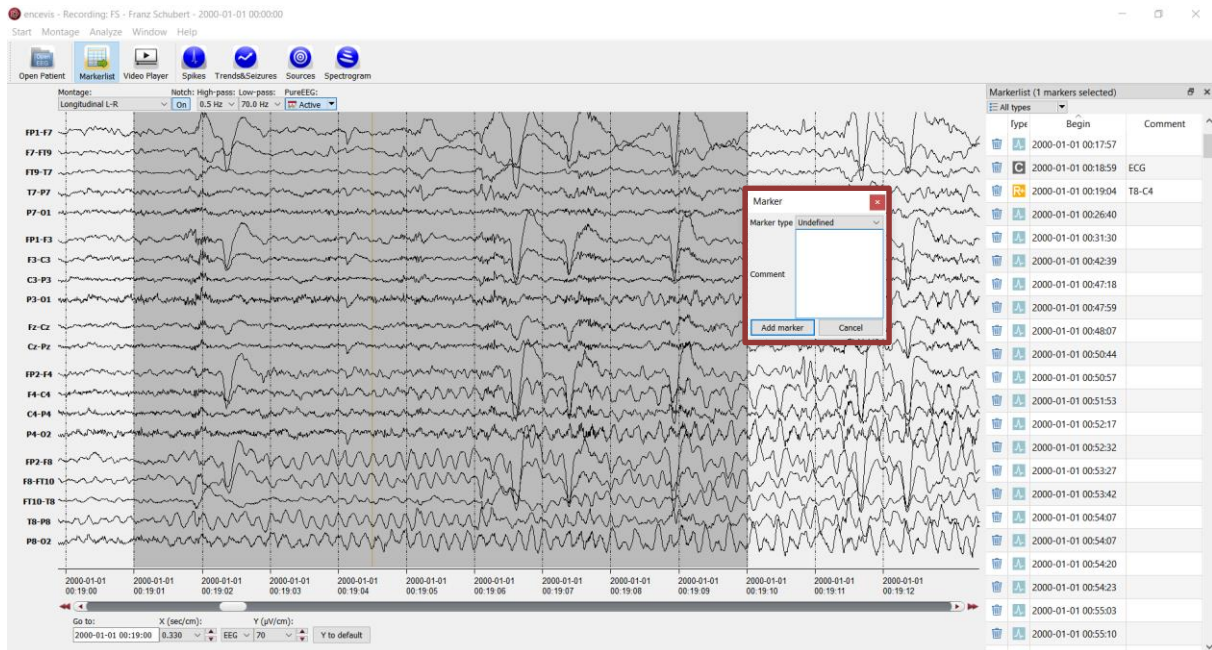 encevis - Recording: FS - Franz Schubert - 2000-01-01 00:00:00
Start Montage Analyze Window Help
Open Patient Markerlist Video Player Spikes Trends&Seizures Sources Spectrogram
Montage: Notch: High-pass: Low-pass: PureEEG:
Longitudinal L-R On 0.5 Hz 70.0 Hz Active
FP1-F7
F7-FT9
FT9-T7
T7-P7
P7-O1
FP1-F3
F3-C3
C3-P3
P3-O1
Fz-Cz
Cz-Pz
FP2-F4
F4-C4
C4-P4
P4-O2
FP2-F8
F8-FT10
FT10-T8
T8-P8
P8-O2
Marker
Marker type Undefined
Comment
Add marker Cancel
2000-01-01 2000-01-01 2000-01-01 2000-01-01 2000-01-01 2000-01-01 2000-01-01 2000-01-01 2000-01-01 2000-01-01 2000-01-01 2000-01-01 2000-01-01
00:19:00 00:19:01 00:19:02 00:19:03 00:19:04 00:19:05 00:19:06 00:19:07 00:19:08 00:19:09 00:19:10 00:19:11 00:19:12
Go to: X (sec/cm): Y (µV/cm):
2000-01-01 00:19:00 0.330 EEG 70 Y to default
Markerlist (1 markers selected)
All types
Type Begin Comment
2000-01-01 00:17:57
C 2000-01-01 00:18:59 ECG
2000-01-01 00:19:04 T8-C4
2000-01-01 00:26:40
2000-01-01 00:31:30
2000-01-01 00:42:39
2000-01-01 00:47:18
2000-01-01 00:47:59
2000-01-01 00:48:07
2000-01-01 00:50:44
2000-01-01 00:50:57
2000-01-01 00:51:53
2000-01-01 00:52:17
2000-01-01 00:52:32
2000-01-01 00:53:27
2000-01-01 00:53:42
2000-01-01 00:54:07
2000-01-01 00:54:07
2000-01-01 00:54:20
2000-01-01 00:54:23
2000-01-01 00:55:03
2000-01-01 00:55:10